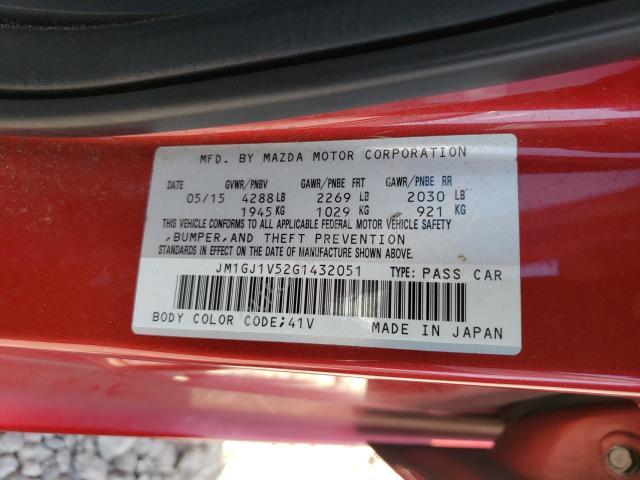 MFD. BY MAZDA MOTOR CORPORATION
DATE GVWR/PNBV GAWR/PNBE FRT GAWR/PNBE RR
05/15 4288 LB 2269 LB 2030 LB
1945 KG 1029 KG 921 KG
THIS VEHICLE CONFORMS TO ALL APPLICABLE FEDERAL MOTOR VEHICLE SAFETY
,BUMPER,AND THEFT PREVENTION
STANDARDS IN EFFECT ON THE DATE OF MANUFACTURE SHOWN ABOVE.
JM1GJ1V52G1432051 TYPE: PASS CAR
BODY COLOR CODE;41V MADE IN JAPAN